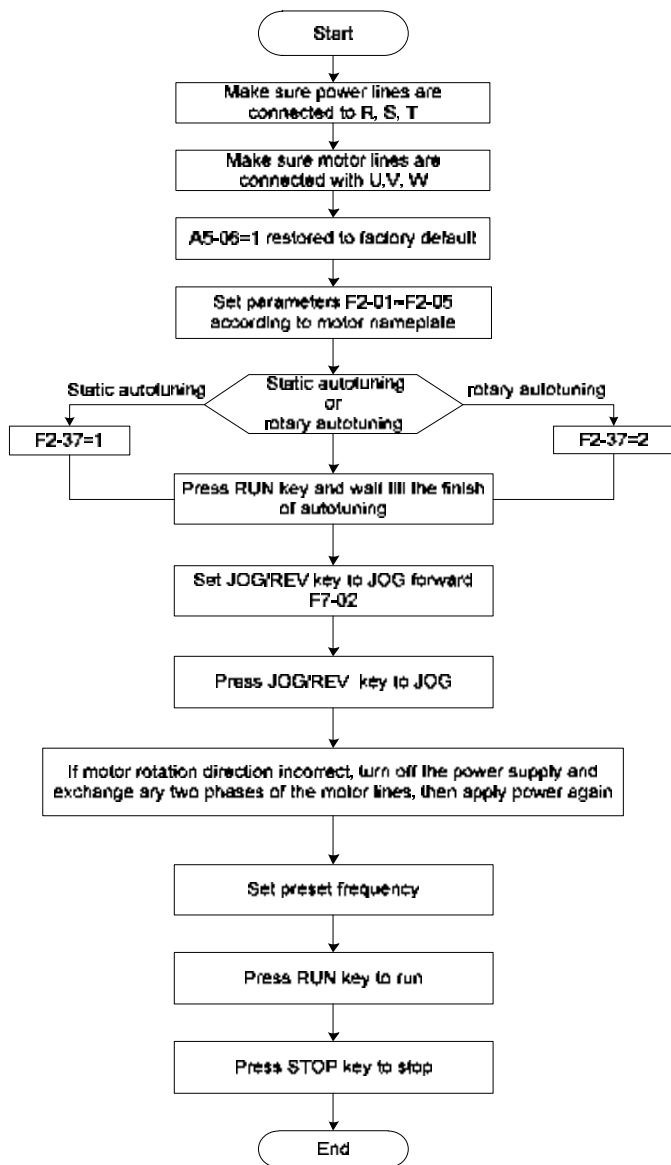 Start
Make sure power lines are
connected to R, S, T
Make sure motor lines are
connected with U,V, W
A5-06=1 restored to factory default
Set parameters F2-01~F2-05
according to motor nameplate
Static autotuning
Static autotuning
or
rotary autotuning
rotary autotuning
F2-37=1
F2-37=2
Press RUN key and wait till the finish
of autotuning
Set JOG/REV key to JOG forward
F7-02
Press JOG/REV key to JOG
If motor rotation direction incorrect, turn off the power supply and
exchange any two phases of the motor lines, then apply power again
Set preset frequency
Press RUN key to run
Press STOP key to stop
End